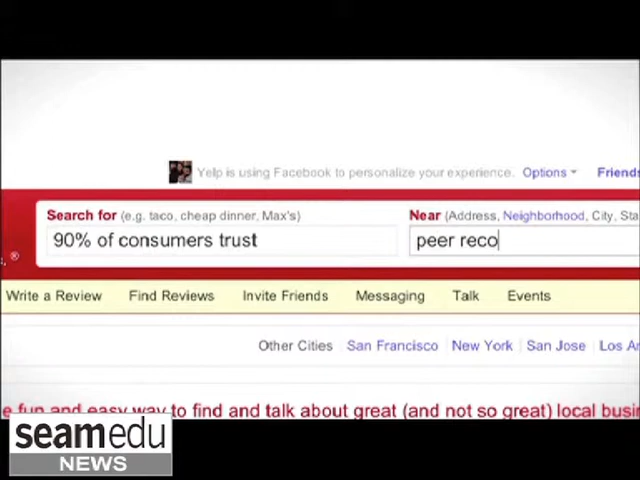 Yelp is using Facebook to personalize your experience. Options Friends
Search for (e.g. taco, cheap dinner, Max's) Near (Address, Neighborhood, City, Sta
90% of consumers trust peer reco
Write a Review Find Reviews Invite Friends Messaging Talk Events
Other Cities San Francisco New York San Jose Los An
e fun and easy way to find and talk about great (and not so great) local busin
seamedu
NEWS